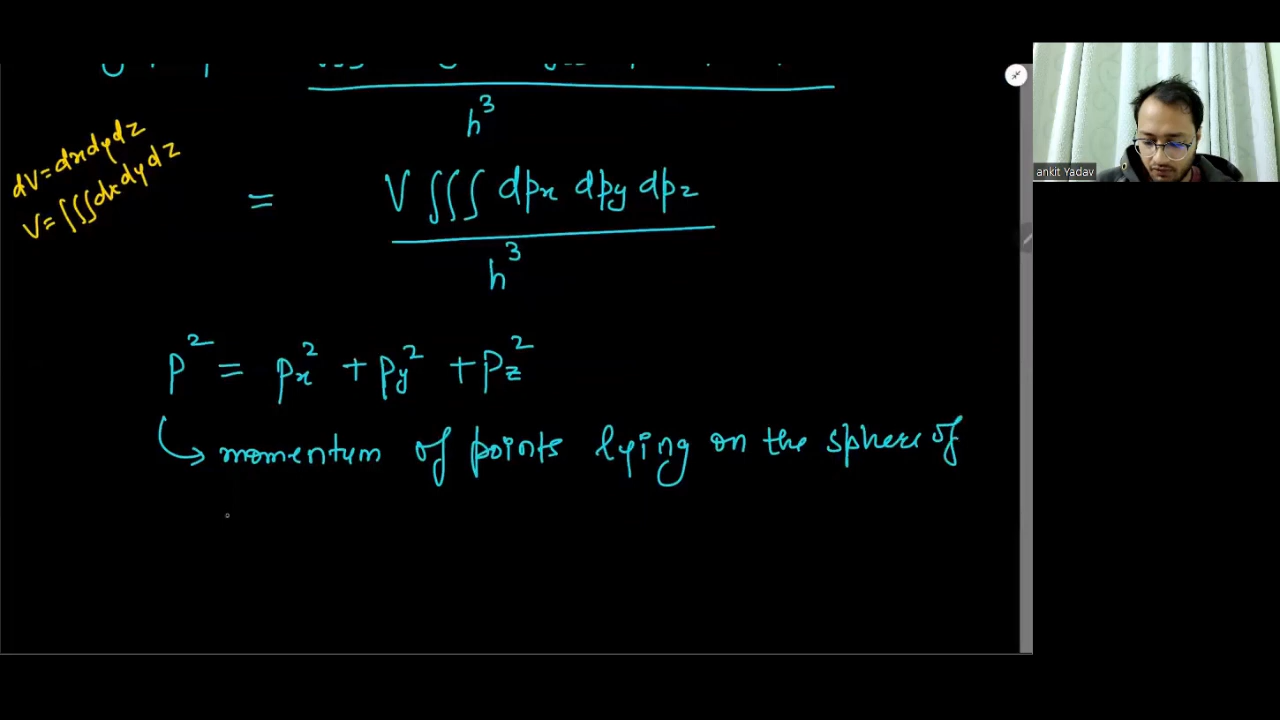 h³
dV=dxdydz
V=∫∫∫dxdydz
= V∫∫∫ dpx dpy dpz
h³
p² = px² + py² + pz²
↳ momentum of points lying on the sphere of
ankit Yadav